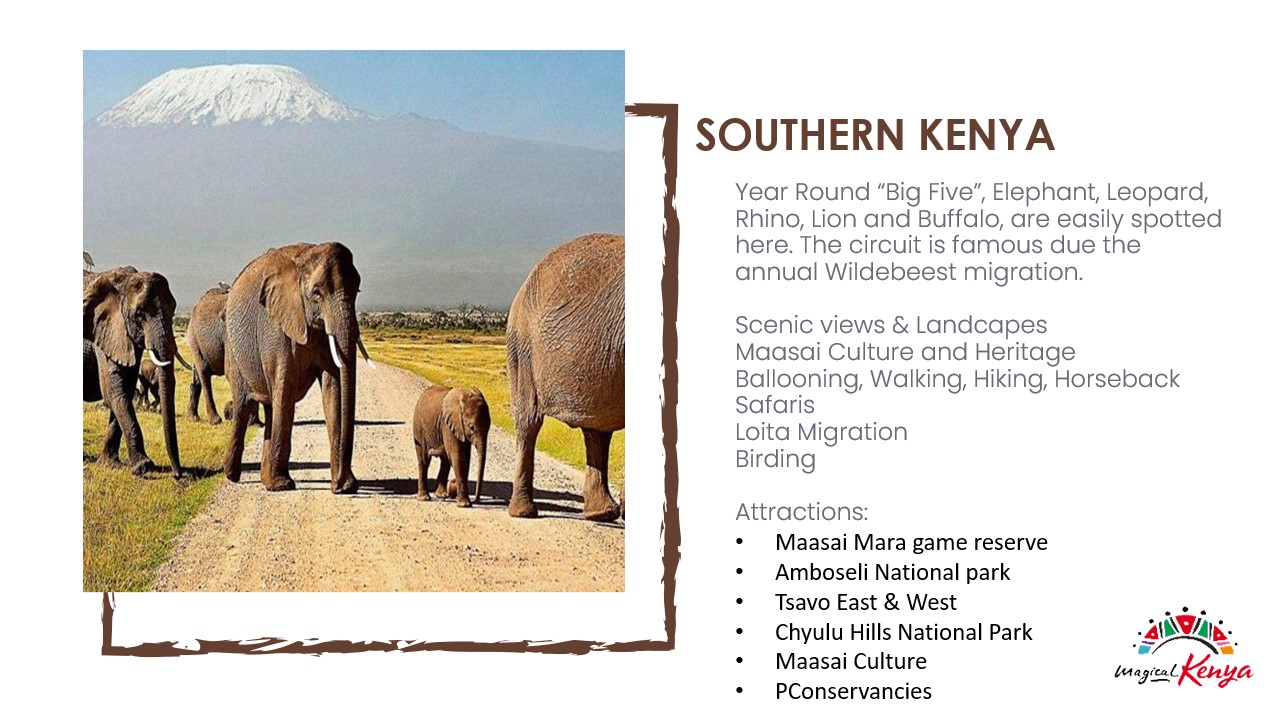 SOUTHERN KENYA
Year Round “Big Five”, Elephant, Leopard,
Rhino, Lion and Buffalo, are easily spotted
here. The circuit is famous due the
annual Wildebeest migration.
Scenic views & Landcapes
Maasai Culture and Heritage
Ballooning, Walking, Hiking, Horseback
Safaris
Loita Migration
Birding
Attractions:
• Maasai Mara game reserve
• Amboseli National park
• Tsavo East & West
• Chyulu Hills National Park
• Maasai Culture
• PConservancies
magical Kenya